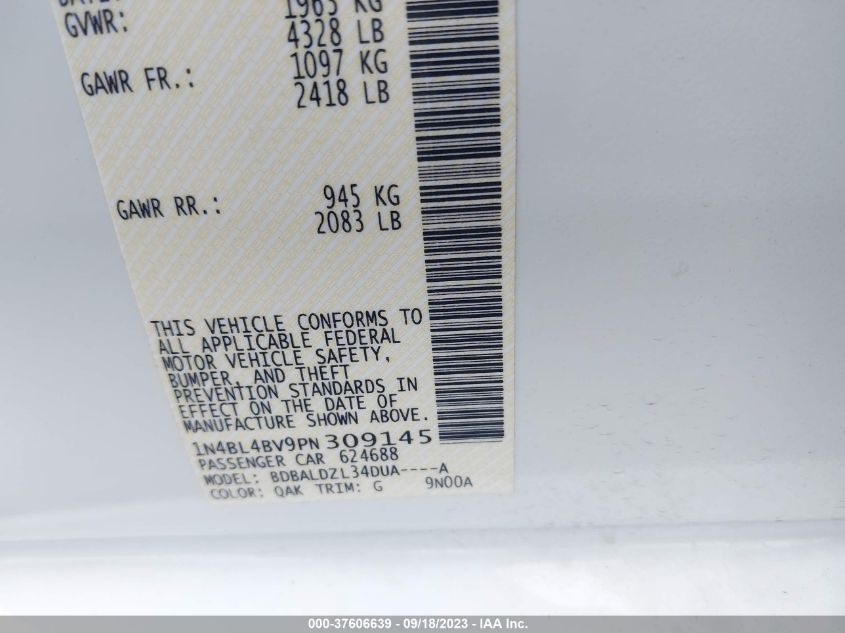 GVWR: 1963 KG
4328 LB
GAWR FR.: 1097 KG
2418 LB
GAWR RR.: 945 KG
2083 LB
THIS VEHICLE CONFORMS TO
ALL APPLICABLE FEDERAL
MOTOR VEHICLE SAFETY,
BUMPER, AND THEFT
PREVENTION STANDARDS IN
EFFECT ON THE DATE OF
MANUFACTURE SHOWN ABOVE.
1N4BL4BV9PN309145
PASSENGER CAR 624688
MODEL: BDBALDZL34DUA----A
COLOR: QAK TRIM: G 9N00A
000-37606639 - 09/18/2023 - IAA Inc.